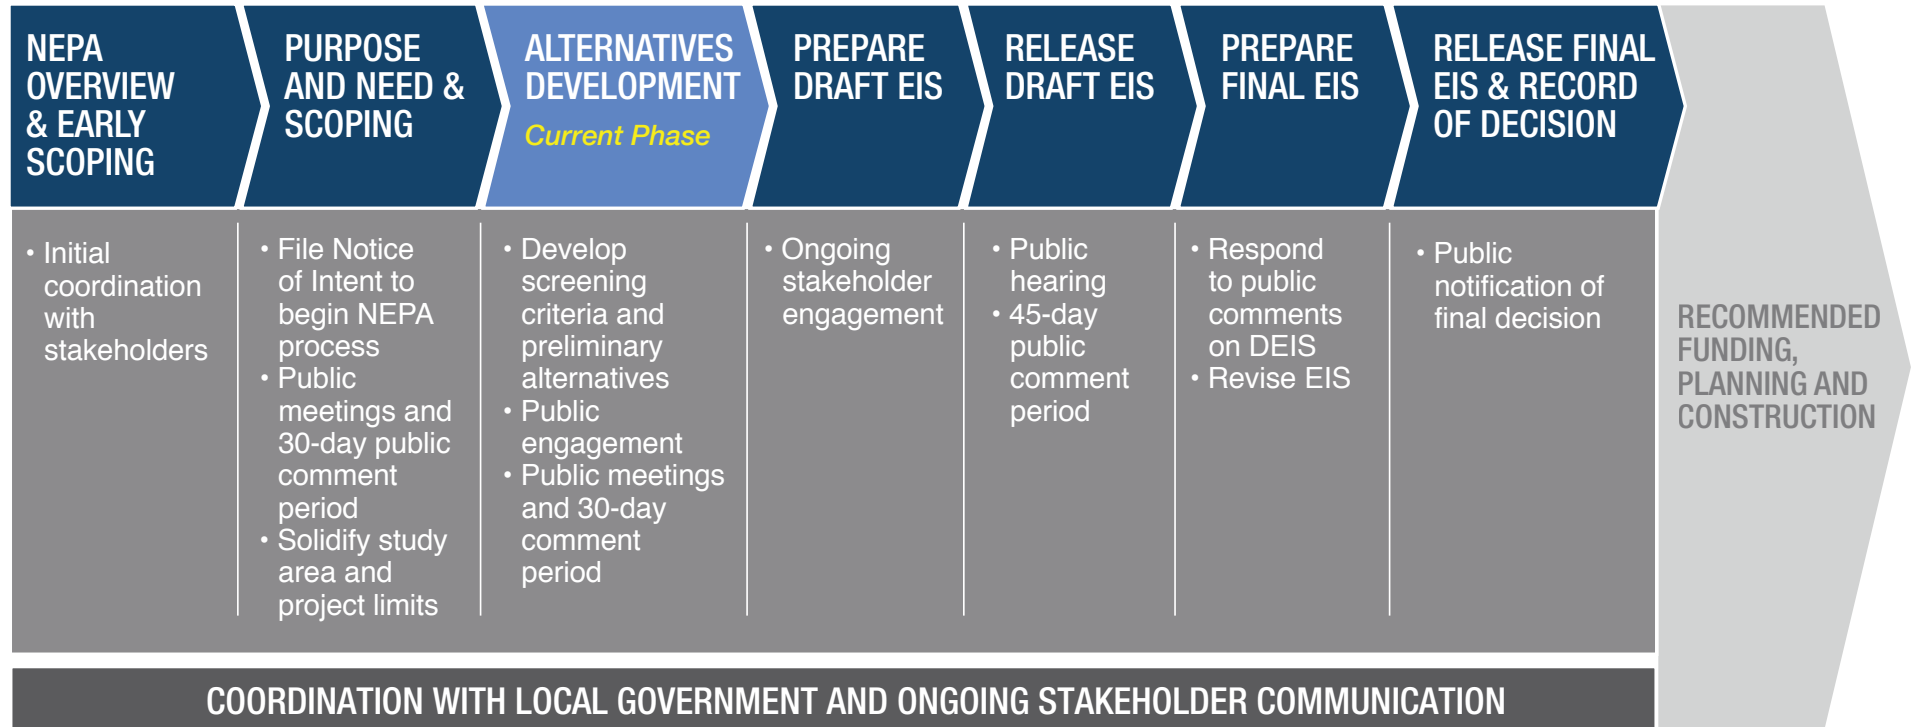 NEPA
OVERVIEW
& EARLY
SCOPING
PURPOSE
AND NEED &
SCOPING
ALTERNATIVES
DEVELOPMENT
Current Phase
PREPARE
DRAFT EIS
RELEASE
DRAFT EIS
PREPARE
FINAL EIS
RELEASE FINAL
EIS & RECORD
OF DECISION
• Initial
coordination
with
stakeholders
• File Notice
of Intent to
begin NEPA
process
• Public
meetings and
30-day public
comment
period
• Solidify study
area and
project limits
• Develop
screening
criteria and
preliminary
alternatives
• Public
engagement
• Public meetings
and 30-day
comment
period
• Ongoing
stakeholder
engagement
• Public
hearing
• 45-day
public
comment
period
• Respond
to public
comments
on DEIS
• Revise EIS
• Public
notification of
final decision
RECOMMENDED
FUNDING,
PLANNING AND
CONSTRUCTION
COORDINATION WITH LOCAL GOVERNMENT AND ONGOING STAKEHOLDER COMMUNICATION